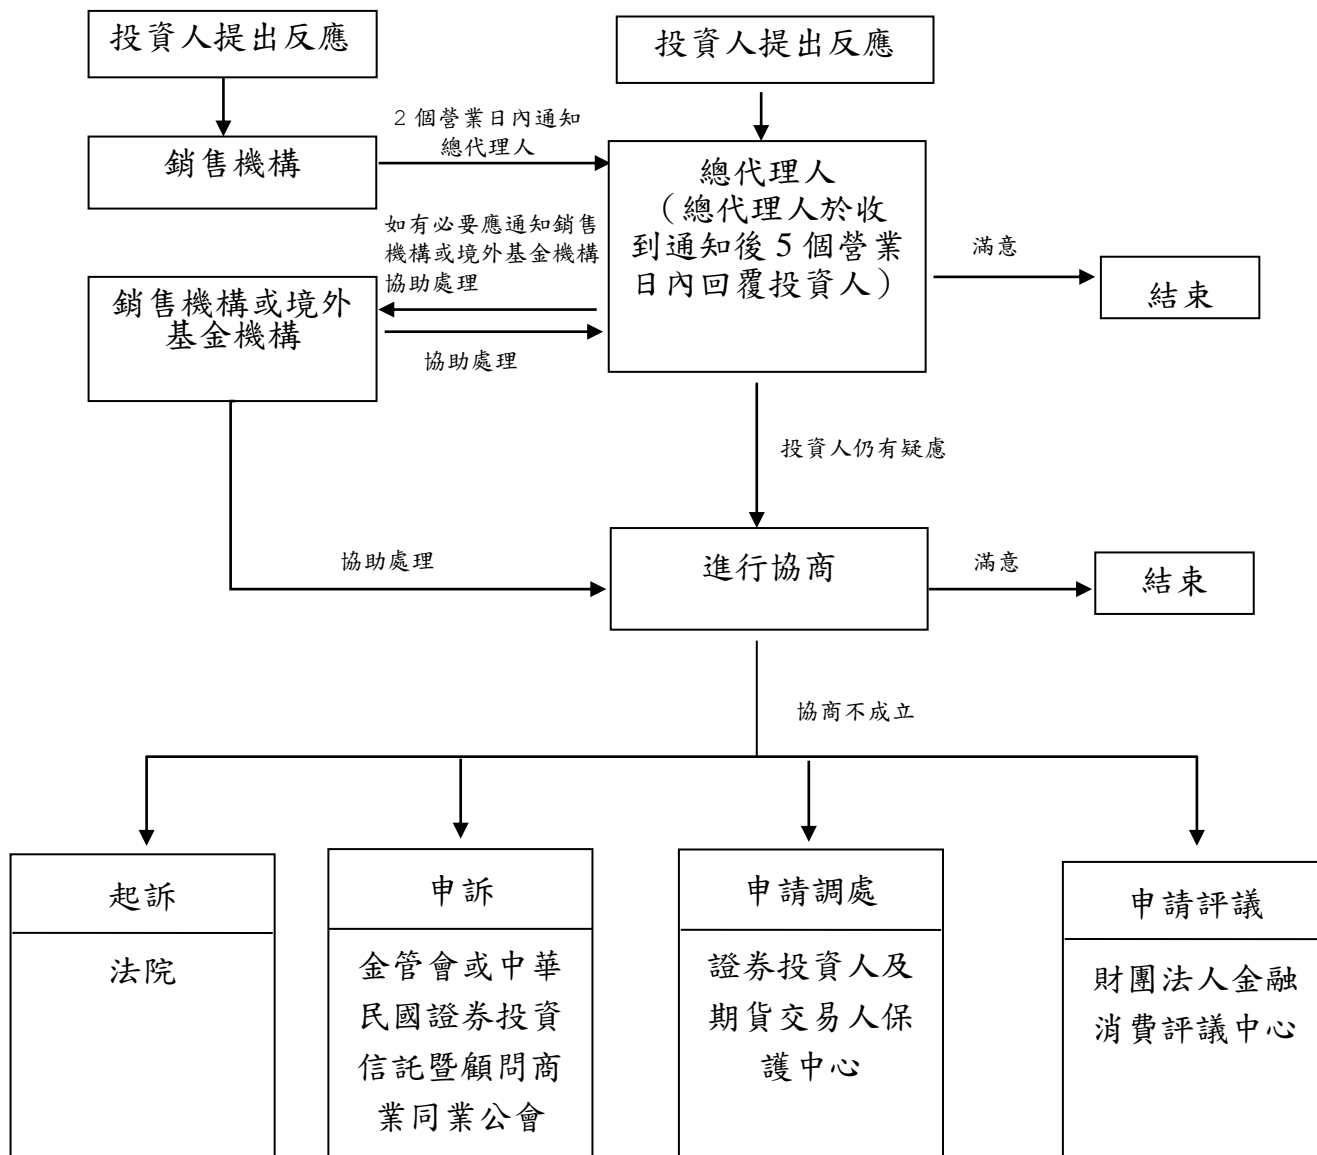 投資人提出反應
投資人提出反應
2 個營業日內通知
總代理人
銷售機構
總代理人
（總代理人於收
到通知後 5 個營業
日內回覆投資人）
如有必要應通知銷售
機構或境外基金機構
協助處理
滿意
結束
銷售機構或境外
基金機構
協助處理
投資人仍有疑慮
協助處理
進行協商
滿意
結束
協商不成立
起訴
法院
申訴
金管會或中華
民國證券投資
信託暨顧問商
業同業公會
申請調處
證券投資人及
期貨交易人保
護中心
申請評議
財團法人金融
消費評議中心